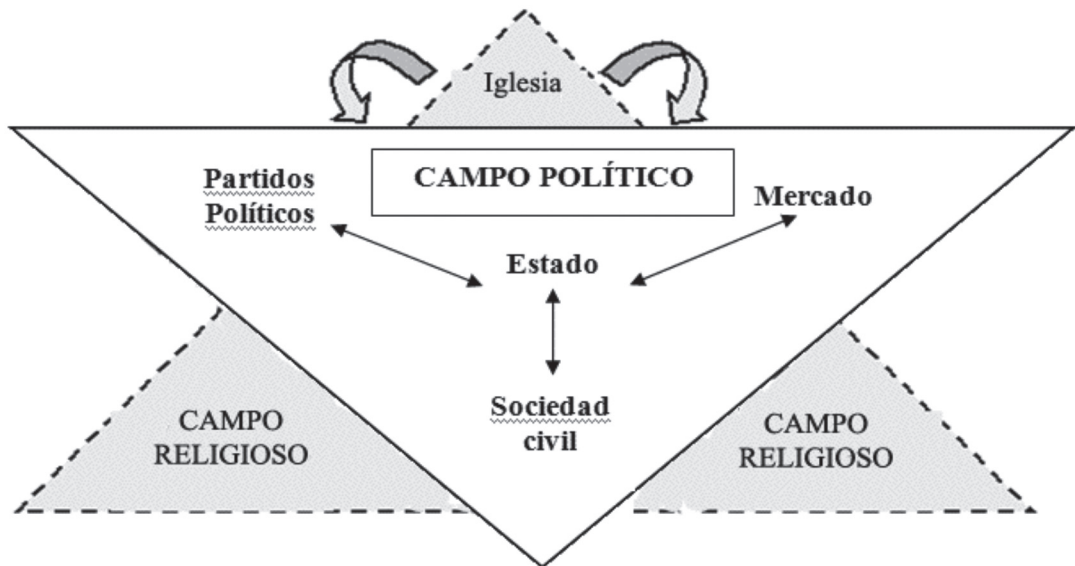 Iglesia
CAMPO POLÍTICO
Partidos
Políticos
Mercado
Estado
Sociedad
civil
CAMPO
RELIGIOSO
CAMPO
RELIGIOSO